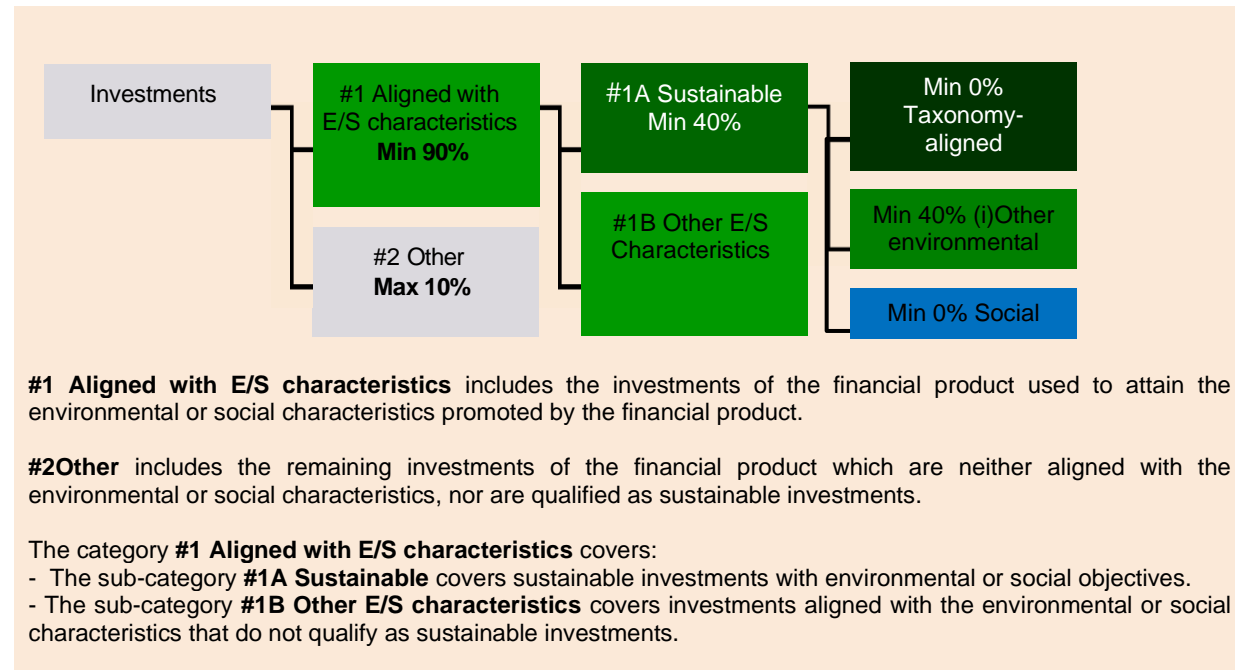 Investments
#1 Aligned with
E/S characteristics
Min 90%
#2 Other
Max 10%
#1A Sustainable
Min 40%
#1B Other E/S
Characteristics
Min 0%
Taxonomy-
aligned
Min 40% (i)Other
environmental
Min 0% Social
#1 Aligned with E/S characteristics includes the investments of the financial product used to attain the
environmental or social characteristics promoted by the financial product.
#2Other includes the remaining investments of the financial product which are neither aligned with the
environmental or social characteristics, nor are qualified as sustainable investments.
The category #1 Aligned with E/S characteristics covers:
- The sub-category #1A Sustainable covers sustainable investments with environmental or social objectives.
- The sub-category #1B Other E/S characteristics covers investments aligned with the environmental or social
characteristics that do not qualify as sustainable investments.